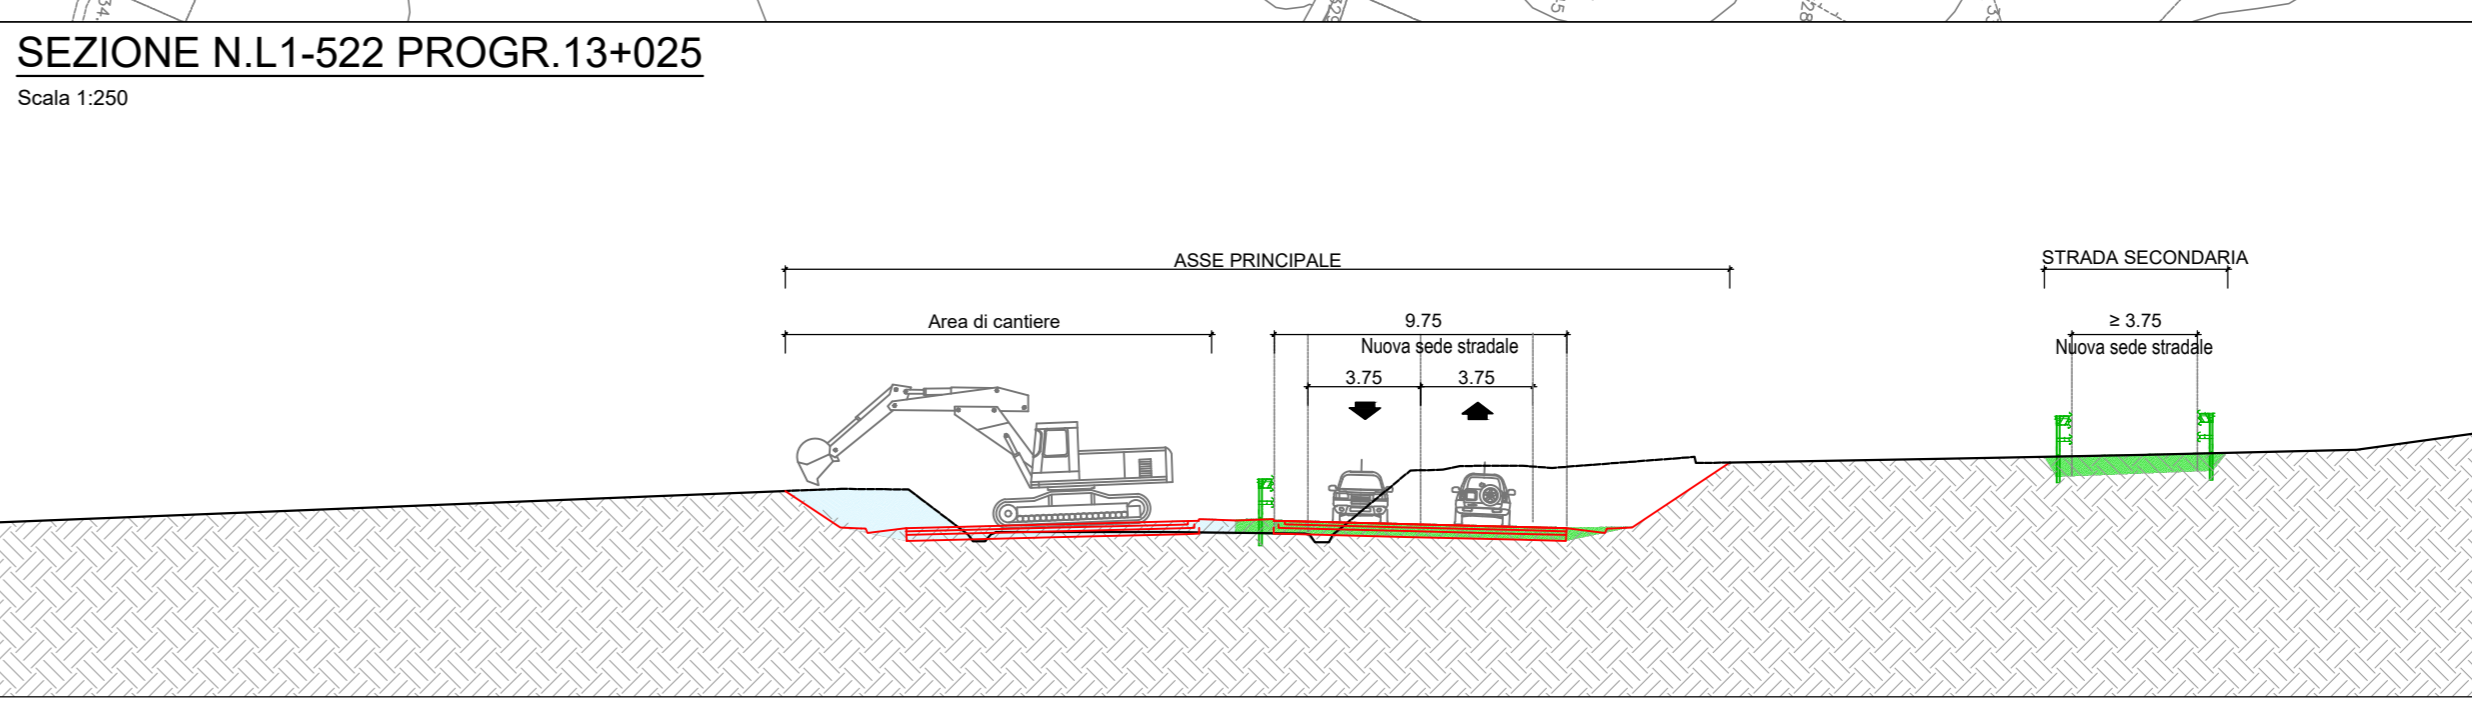 SEZIONE N.L1-522 PROGR.13+025
Scala 1:250
ASSE PRINCIPALE
STRADA SECONDARIA
Area di cantiere
9.75
≥ 3.75
Nuova sede stradale
Nuova sede stradale
3.75
3.75